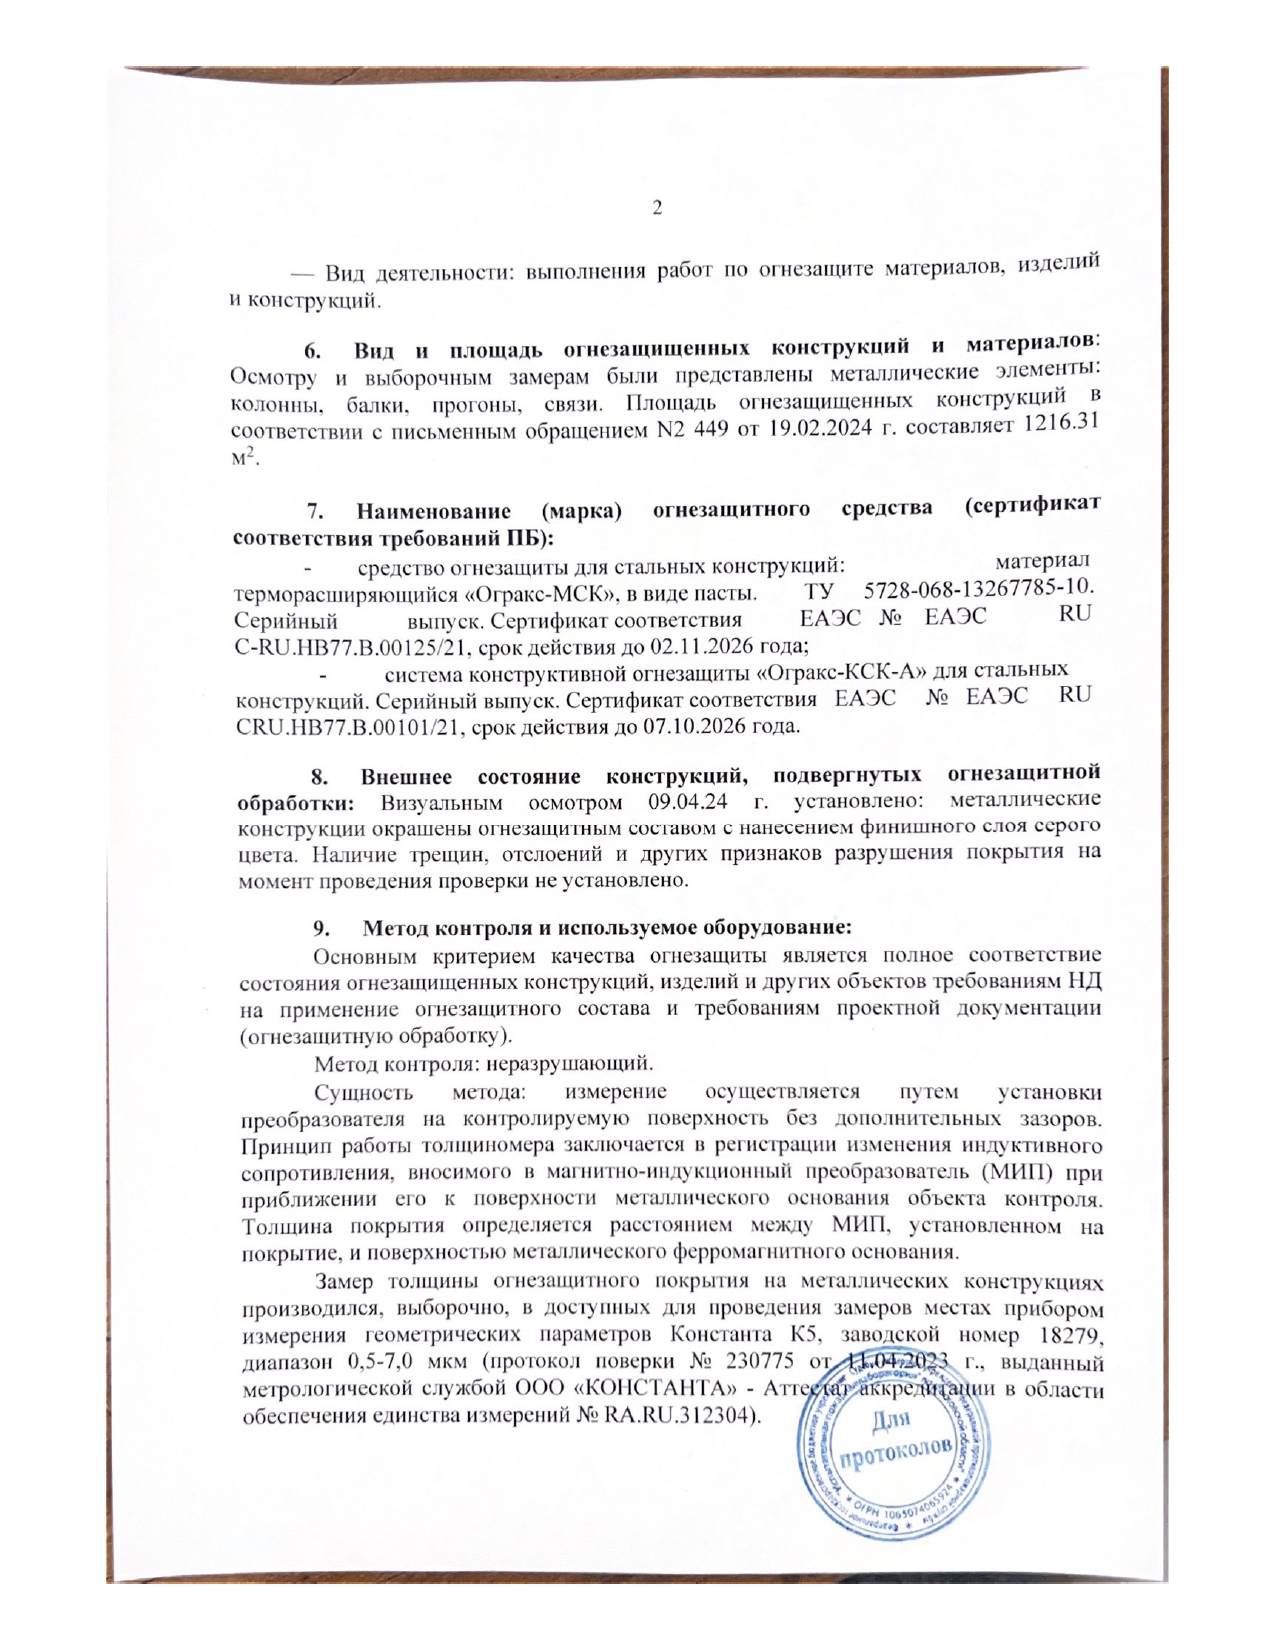 2
— Вид деятельности: выполнения работ по огнезащите материалов, изделий
и конструкций.
6. Вид и площадь огнезащищенных конструкций и материалов:
Осмотру и выборочным замерам были представлены металлические элементы:
колонны, балки, прогоны, связи. Площадь огнезащищенных конструкций в
соответствии с письменным обращением N2 449 от 19.02.2024 г. составляет 1216.31
м².
7. Наименование (марка) огнезащитного средства (сертификат
соответствия требований ПБ):
- средство огнезащиты для стальных конструкций: материал
терморасширяющийся «Огракс-МСК», в виде пасты. ТУ 5728-068-13267785-10.
Серийный выпуск. Сертификат соответствия ЕАЭС № ЕАЭС RU
С-RU.НВ77.В.00125/21, срок действия до 02.11.2026 года;
- система конструктивной огнезащиты «Огракс-КСК-А» для стальных
конструкций. Серийный выпуск. Сертификат соответствия ЕАЭС № ЕАЭС RU
СRU.НВ77.В.00101/21, срок действия до 07.10.2026 года.
8. Внешнее состояние конструкций, подвергнутых огнезащитной
обработки: Визуальным осмотром 09.04.24 г. установлено: металлические
конструкции окрашены огнезащитным составом с нанесением финишного слоя серого
цвета. Наличие трещин, отслоений и других признаков разрушения покрытия на
момент проведения проверки не установлено.
9. Метод контроля и используемое оборудование:
Основным критерием качества огнезащиты является полное соответствие
состояния огнезащищенных конструкций, изделий и других объектов требованиям НД
на применение огнезащитного состава и требованиям проектной документации
(огнезащитную обработку).
Метод контроля: неразрушающий.
Сущность метода: измерение осуществляется путем установки
преобразователя на контролируемую поверхность без дополнительных зазоров.
Принцип работы толщиномера заключается в регистрации изменения индуктивного
сопротивления, вносимого в магнитно-индукционный преобразователь (МИП) при
приближении его к поверхности металлического основания объекта контроля.
Толщина покрытия определяется расстоянием между МИП, установленном на
покрытие, и поверхностью металлического ферромагнитного основания.
Замер толщины огнезащитного покрытия на металлических конструкциях
производился, выборочно, в доступных для проведения замеров местах прибором
измерения геометрических параметров Константа К5, заводской номер 18279,
диапазон 0,5-7,0 мкм (протокол поверки № 230775 от 11.04.2023 г., выданный
метрологической службой ООО «КОНСТАНТА» - Аттестат аккредитации в области
обеспечения единства измерений № RA.RU.312304).
Для
протоколов
ОГРН 1065074065924